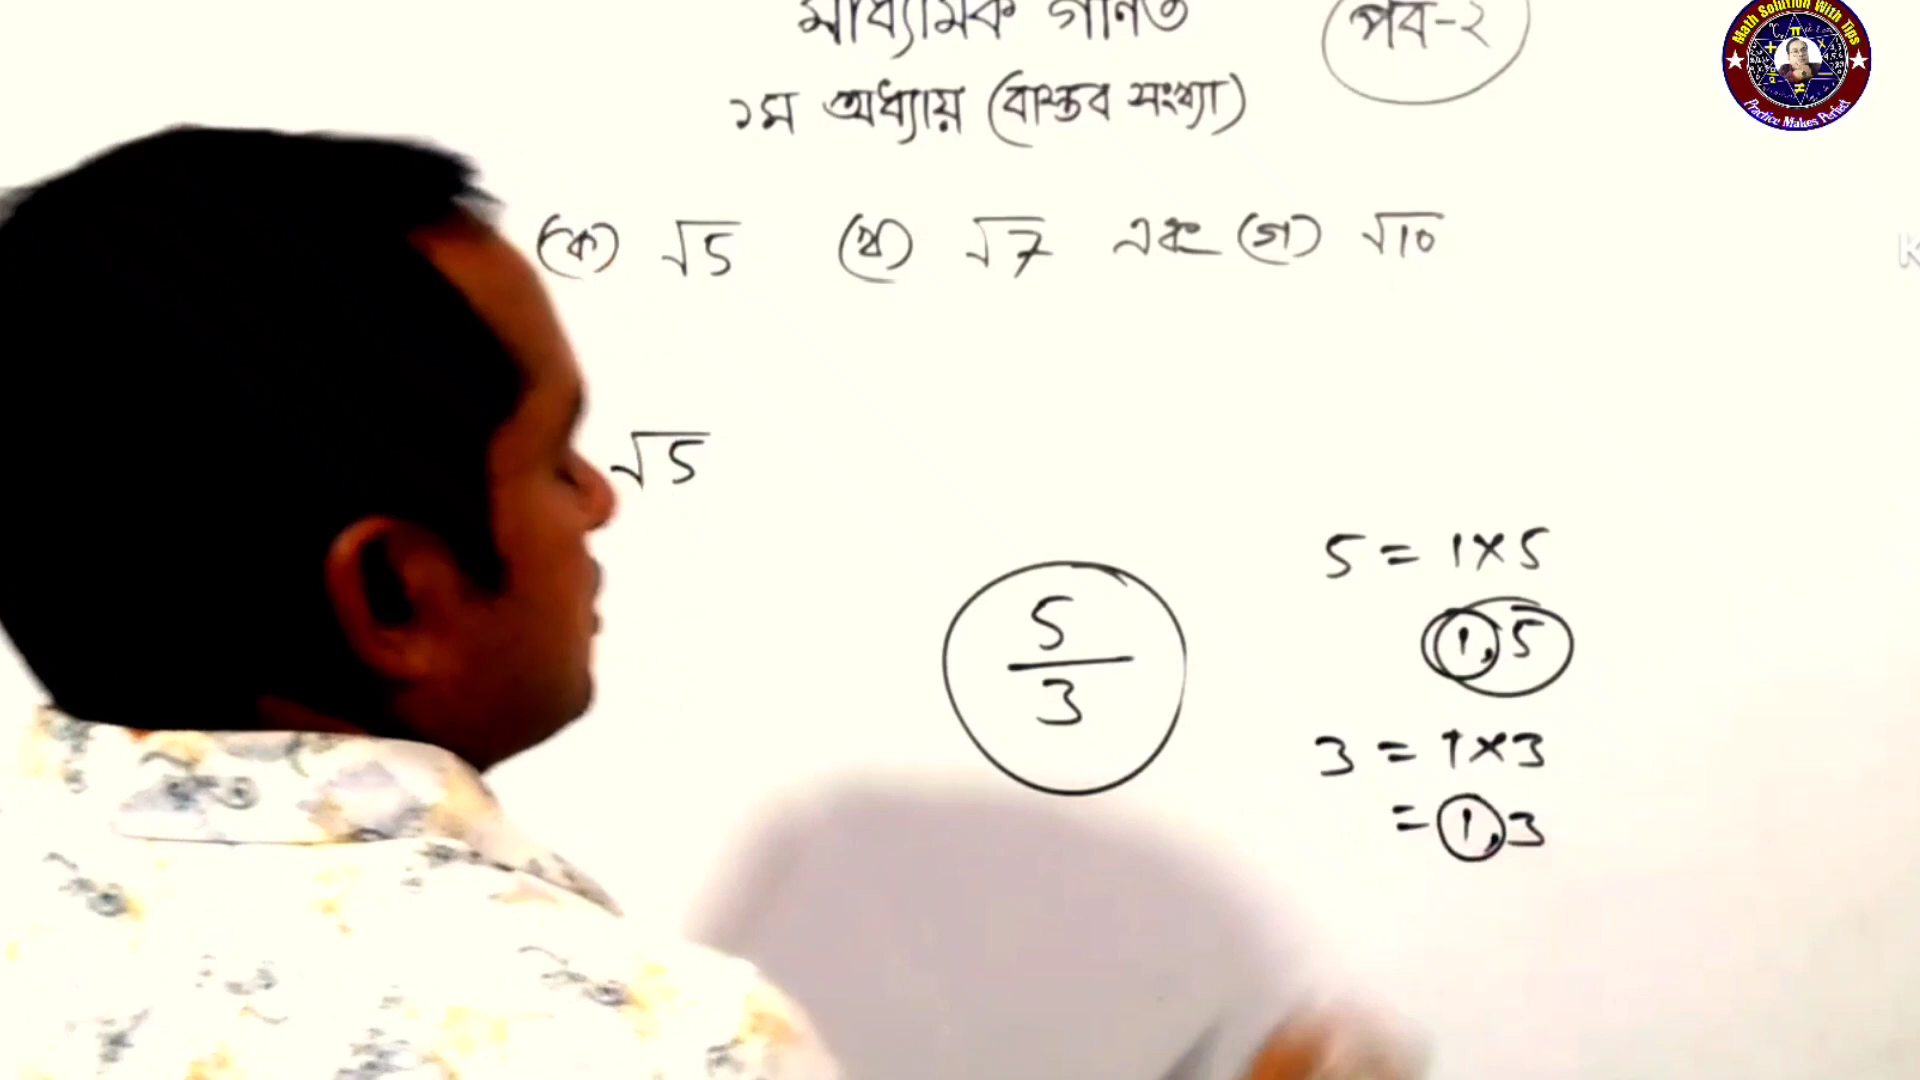 মাধ্যমিক গণিত
পর্ব-২
১ম অধ্যায় (বাস্তব সংখ্যা)
(ক) √5 (খ) √7 এবং (গ) √10
√5
5/3
5 = 1×5
1, 5
3 = 1×3
= 1, 3
Math Solution With Tips
Practice Makes Perfect
K